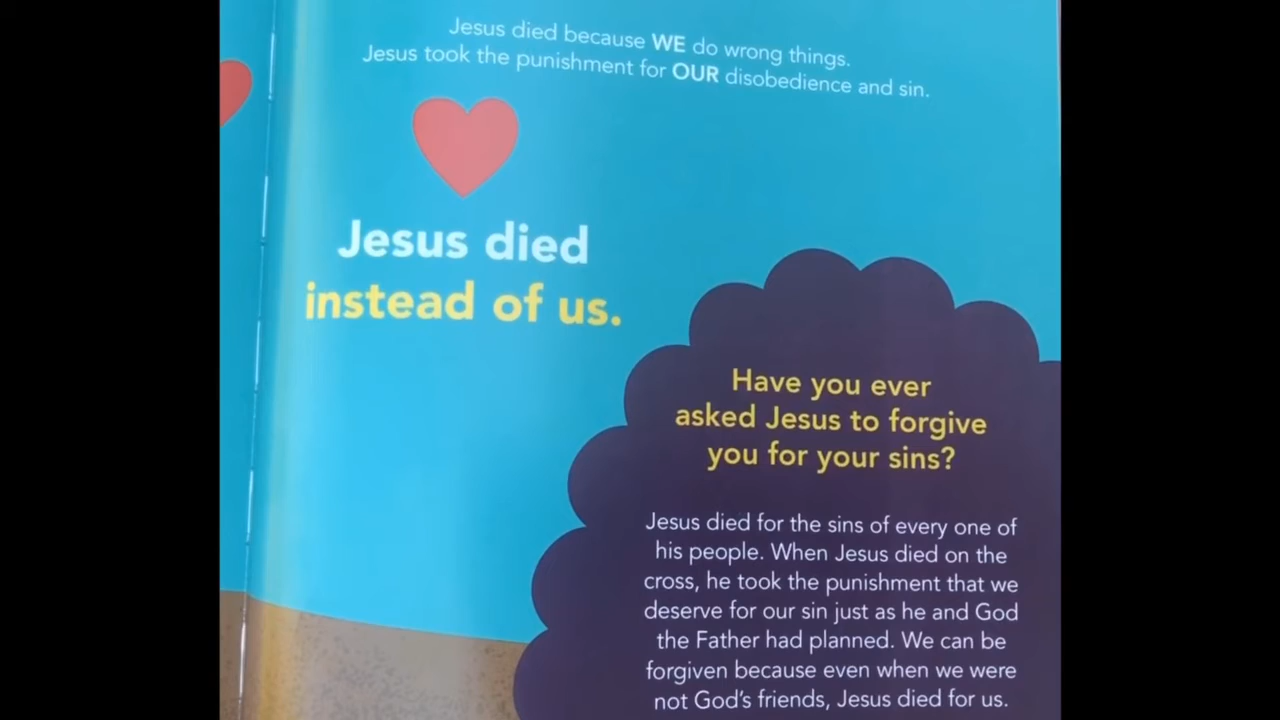 Jesus died because WE do wrong things.
Jesus took the punishment for OUR disobedience and sin.
Jesus died
instead of us.
Have you ever
asked Jesus to forgive
you for your sins?
Jesus died for the sins of every one of
his people. When Jesus died on the
cross, he took the punishment that we
deserve for our sin just as he and God
the Father had planned. We can be
forgiven because even when we were
not God's friends, Jesus died for us.